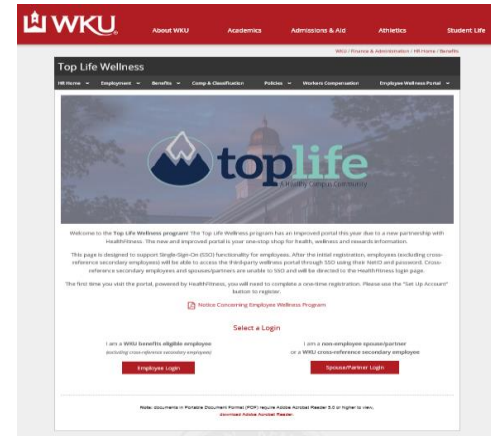 WKU
About WKU Academics Admissions & Aid Athletics Student Life
WKU / Finance & Administration / HR Home / Benefits
Top Life Wellness
HR Home Employment Benefits Comp & Classification Policies Workers Compensation Employee Wellness Portal
toplife
A Healthy Campus Community
Welcome to the Top Life Wellness program! The Top Life Wellness program has an improved portal this year due to a new partnership with
HealthFitness. The new and improved portal is your one-stop shop for health, wellness and rewards information.
This page is designed to support Single-Sign-On (SSO) functionality for employees. After the initial registration, employees (excluding cross-
reference secondary employees) will be able to access the third-party wellness portal through SSO using their NetID and password. Cross-
reference secondary employees and spouses/partners are unable to SSO and will be directed to the HealthFitness login page.
The first time you visit the portal, powered by HealthFitness, you will need to complete a one-time registration. Please use the "Set Up Account"
button to register.
Notice Concerning Employee Wellness Program
Select a Login
I am a WKU benefits eligible employee
(excluding cross-reference secondary employees)
Employee Login
I am a non-employee spouse/partner
or a WKU cross-reference secondary employee
Spouse/Partner Login
Note: documents in Portable Document Format (PDF) require Adobe Acrobat Reader 5.0 or higher to view,
download Adobe Acrobat Reader.